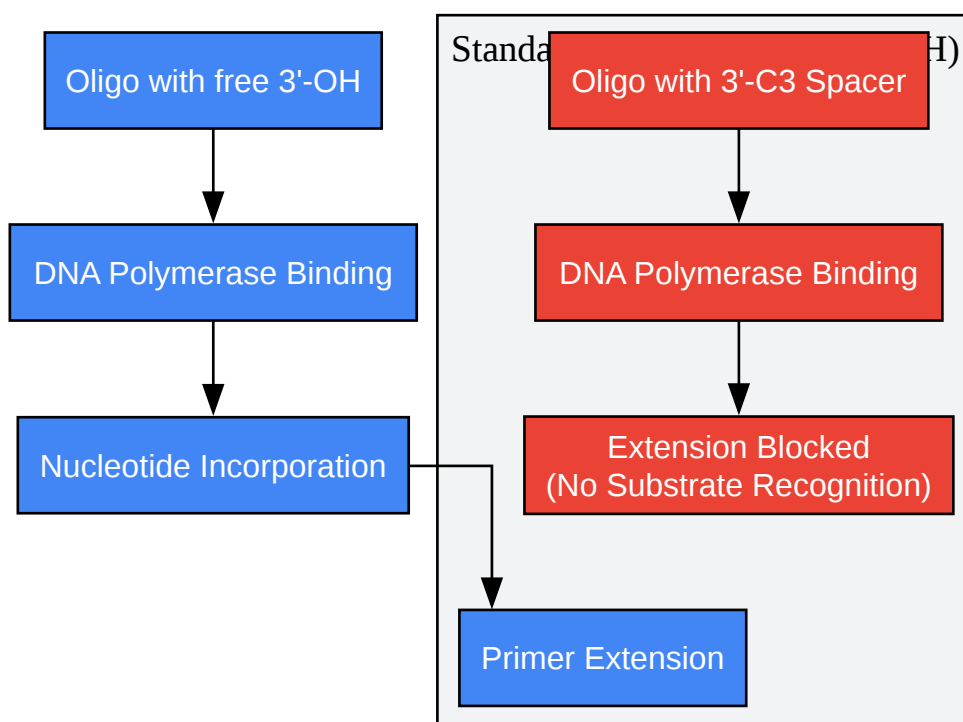 Standa H)
Oligo with free 3'-OH
Oligo with 3'-C3 Spacer
DNA Polymerase Binding
DNA Polymerase Binding
Nucleotide Incorporation
Extension Blocked
(No Substrate Recognition)
Primer Extension